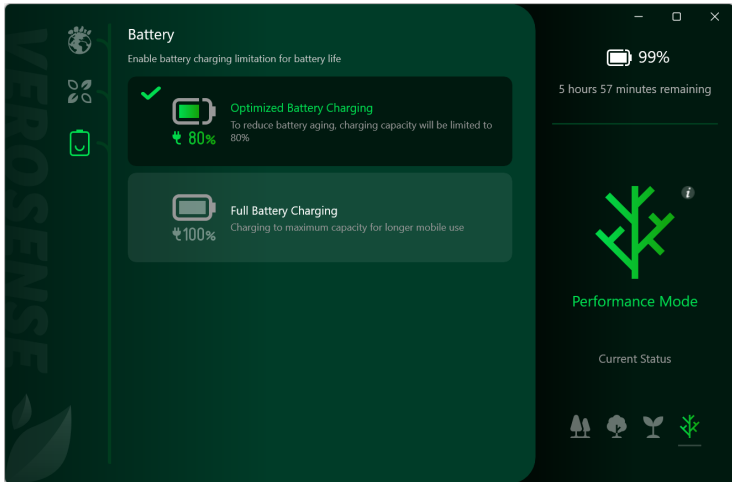 VEROSENSE
Battery
Enable battery charging limitation for battery life
80%
Optimized Battery Charging
To reduce battery aging, charging capacity will be limited to
80%
100%
Full Battery Charging
Charging to maximum capacity for longer mobile use
99%
5 hours 57 minutes remaining
i
Performance Mode
Current Status